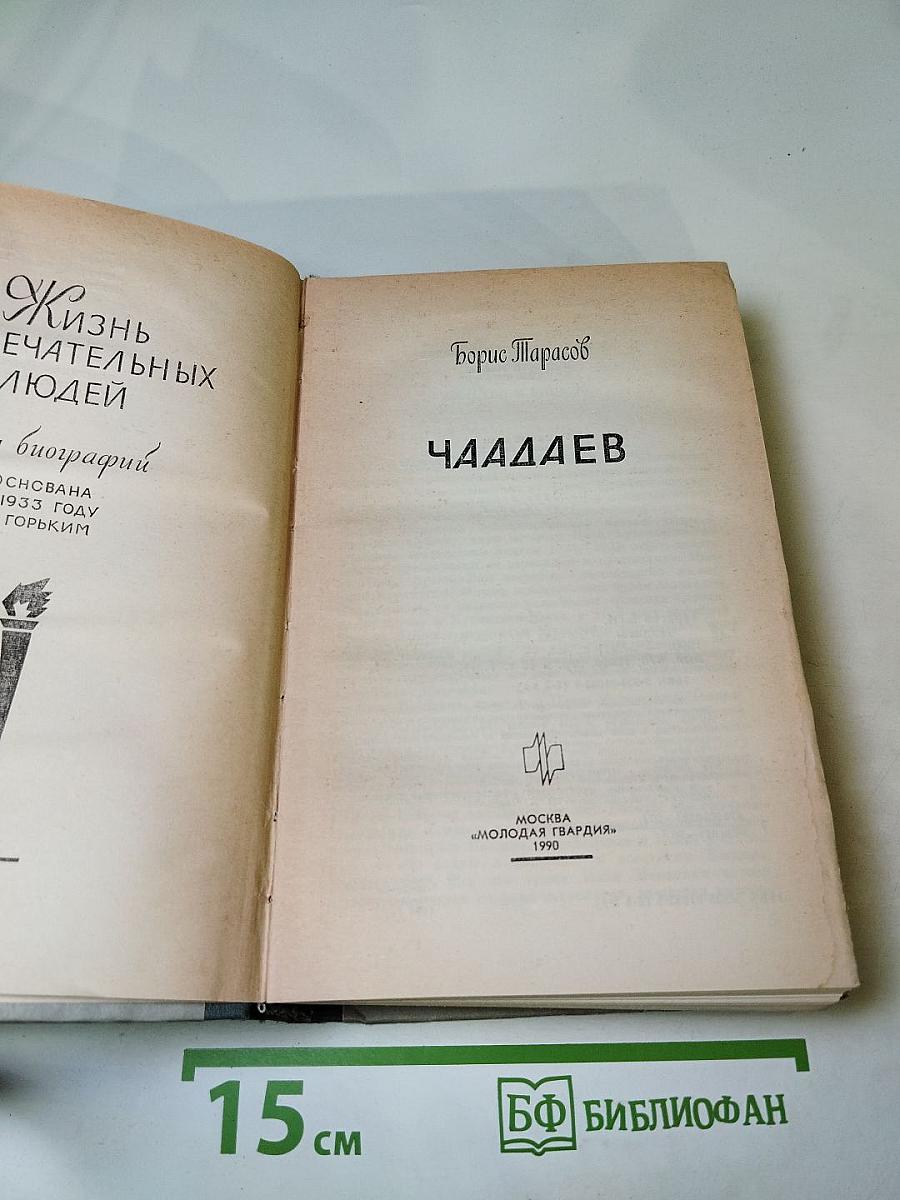 Жизнь
ЕЧАТЕЛЬНЫХ
ЛЮДЕЙ
биографий
ОСНОВАНА
1933 ГОДУ
ГОРЬКИМ
Борис Тарасов
ЧААДАЕВ
МОСКВА
«МОЛОДАЯ ГВАРДИЯ»
1990
15 см
БФ БИБЛИОФАН